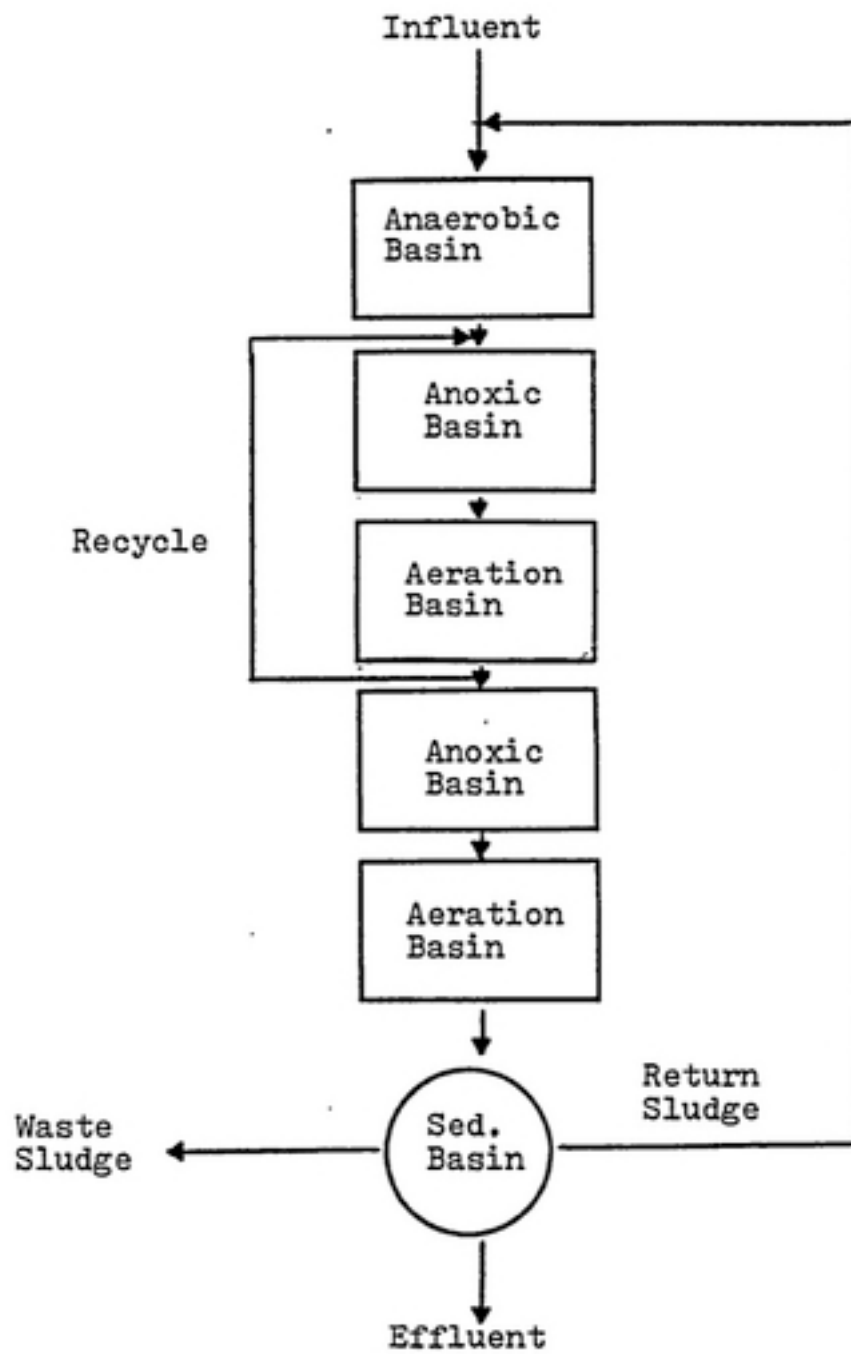 Influent
Anaerobic
Basin
Anoxic
Basin
Recycle
Aeration
Basin
Anoxic
Basin
Aeration
Basin
Return
Sludge
Waste
Sludge
Sed.
Basin
Effluent